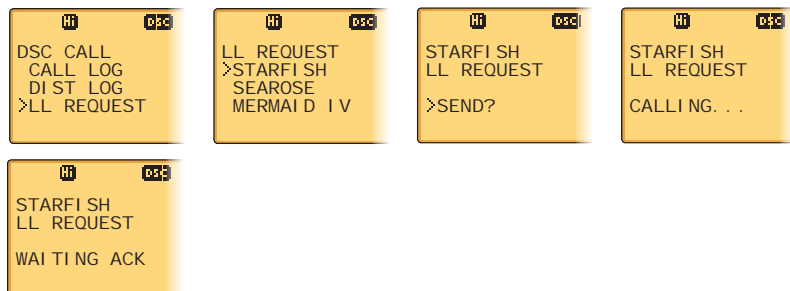 Hi DSC
DSC CALL
CALL LOG
DIST LOG
>LL REQUEST
Hi DSC
LL REQUEST
>STARFISH
SEAROSE
MERMAID IV
Hi DSC
STARFISH
LL REQUEST
>SEND?
Hi DSC
STARFISH
LL REQUEST
CALLING...
Hi DSC
STARFISH
LL REQUEST
WAITING ACK